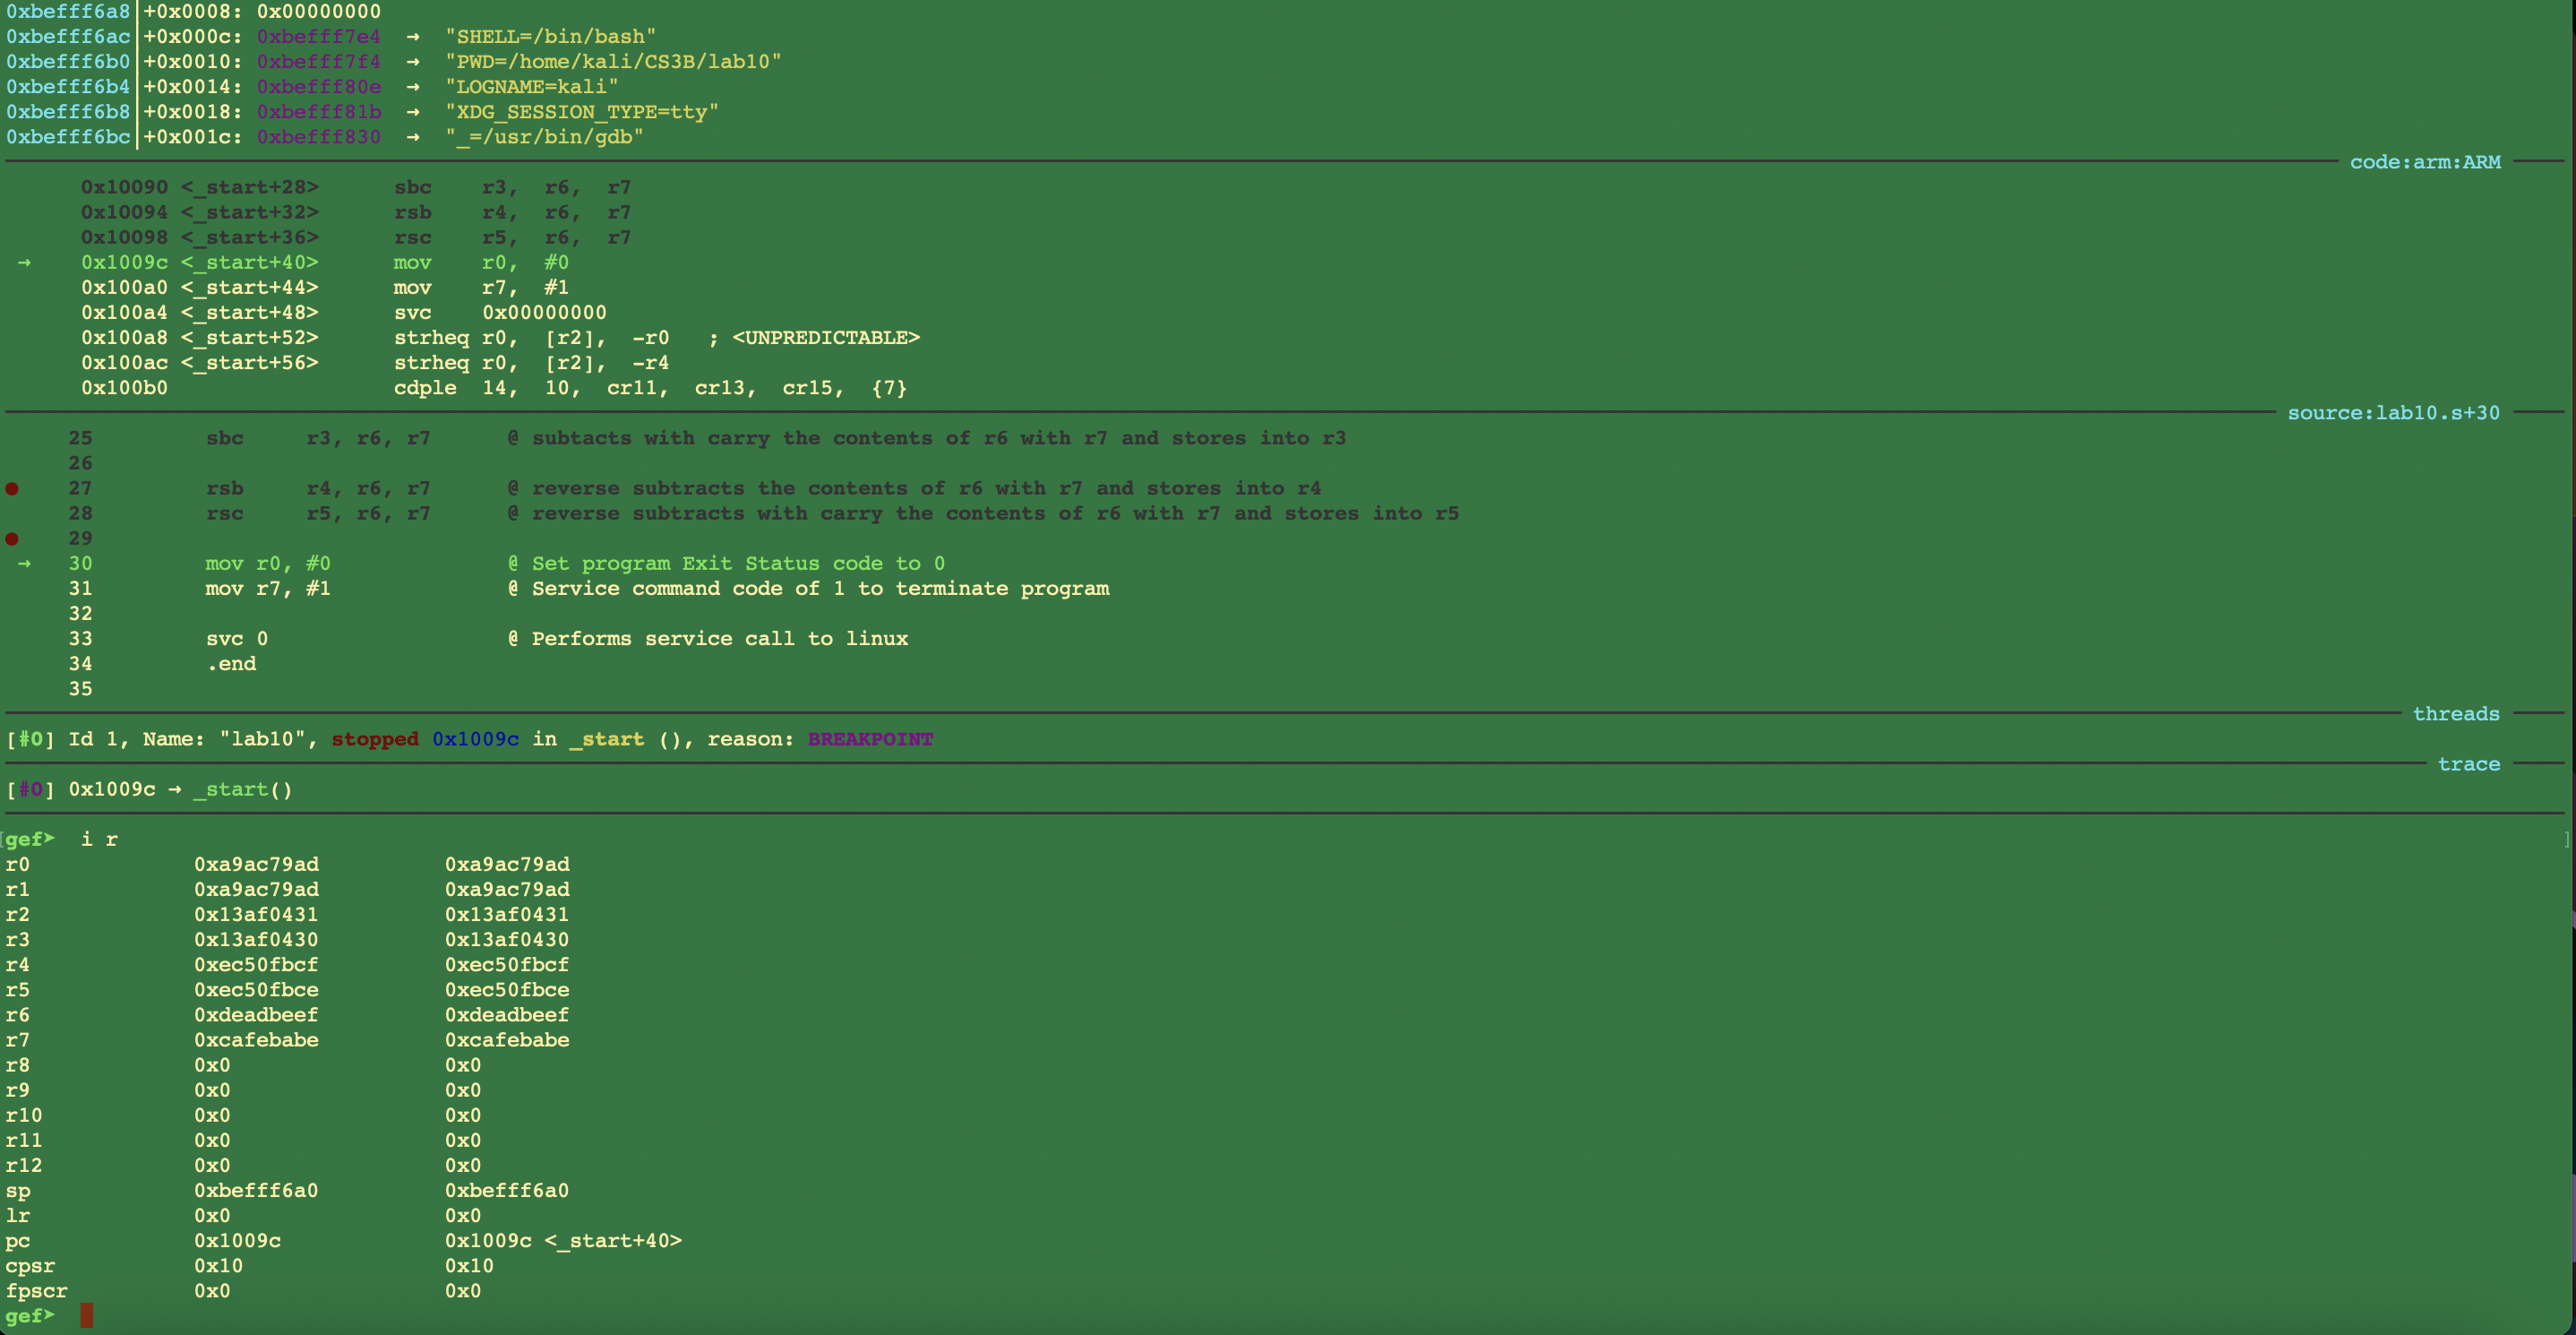 0xbefff6a8│+0x0008: 0x00000000
0xbefff6ac│+0x000c: 0xbefff7e4  →  "SHELL=/bin/bash"
0xbefff6b0│+0x0010: 0xbefff7f4  →  "PWD=/home/kali/CS3B/lab10"
0xbefff6b4│+0x0014: 0xbefff80e  →  "LOGNAME=kali"
0xbefff6b8│+0x0018: 0xbefff81b  →  "XDG_SESSION_TYPE=tty"
0xbefff6bc│+0x001c: 0xbefff830  →  "_=/usr/bin/gdb"
code:arm:ARM
0x10090 <_start+28>      sbc    r3,  r6,  r7
0x10094 <_start+32>      rsb    r4,  r6,  r7
0x10098 <_start+36>      rsc    r5,  r6,  r7
→    0x1009c <_start+40>      mov    r0,  #0
0x100a0 <_start+44>      mov    r7,  #1
0x100a4 <_start+48>      svc    0x00000000
0x100a8 <_start+52>      strheq r0,  [r2],  -r0   ; <UNPREDICTABLE>
0x100ac <_start+56>      strheq r0,  [r2],  -r4
0x100b0                  cdple  14,  10,  cr11,  cr13,  cr15,  {7}
source:lab10.s+30
25         sbc     r3, r6, r7      @ subtacts with carry the contents of r6 with r7 and stores into r3
26
●    27         rsb     r4, r6, r7      @ reverse subtracts the contents of r6 with r7 and stores into r4
28         rsc     r5, r6, r7      @ reverse subtracts with carry the contents of r6 with r7 and stores into r5
●    29
→   30         mov r0, #0              @ Set program Exit Status code to 0
31         mov r7, #1              @ Service command code of 1 to terminate program
32
33         svc 0                   @ Performs service call to linux
34         .end
35
threads
[#0] Id 1, Name: "lab10", stopped 0x1009c in _start (), reason: BREAKPOINT
trace
[#0] 0x1009c → _start()
[gef➤  i r ]
r0             0xa9ac79ad          0xa9ac79ad
r1             0xa9ac79ad          0xa9ac79ad
r2             0x13af0431          0x13af0431
r3             0x13af0430          0x13af0430
r4             0xec50fbcf          0xec50fbcf
r5             0xec50fbce          0xec50fbce
r6             0xdeadbeef          0xdeadbeef
r7             0xcafebabe          0xcafebabe
r8             0x0                 0x0
r9             0x0                 0x0
r10            0x0                 0x0
r11            0x0                 0x0
r12            0x0                 0x0
sp             0xbefff6a0          0xbefff6a0
lr             0x0                 0x0
pc             0x1009c             0x1009c <_start+40>
cpsr           0x10                0x10
fpscr          0x0                 0x0
gef➤